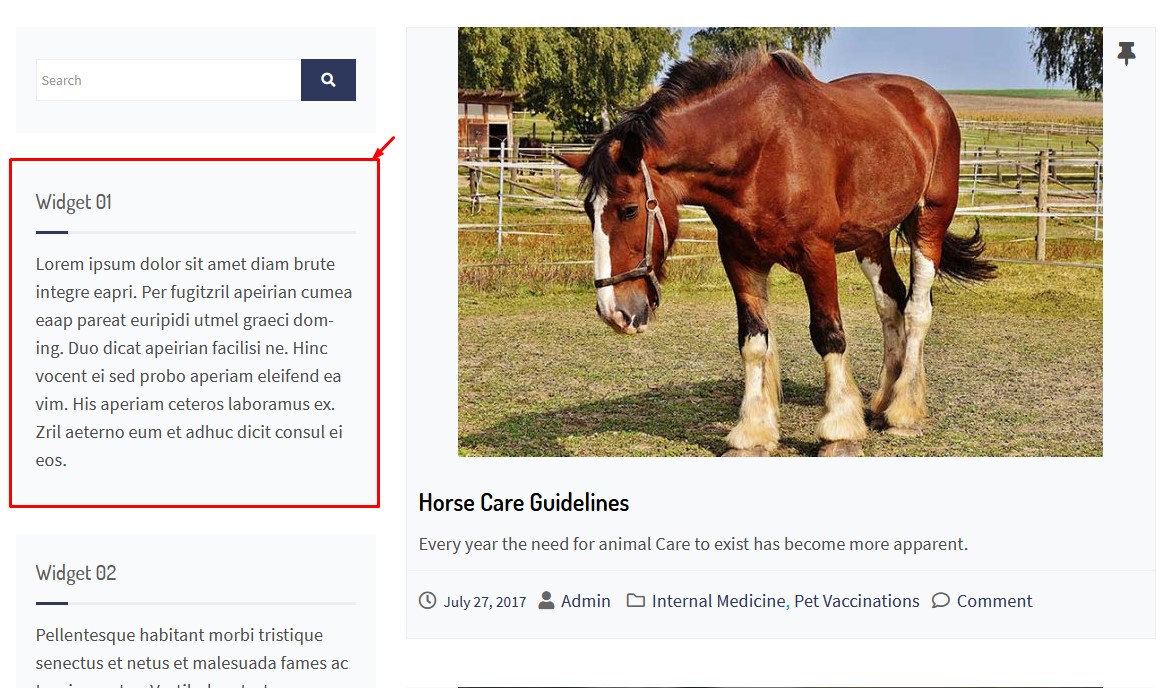 Search
Widget 01
Lorem ipsum dolor sit amet diam brute
integre eapri. Per fugitzril apeirian cumea
eaap pareat euripidi utmel graeci dom-
ing. Duo dicat apeirian facilisi ne. Hinc
vocent ei sed probo aperiam eleifend ea
vim. His aperiam ceteros laboramus ex.
Zril aeterno eum et adhuc dicit consul ei
eos.
Widget 02
Pellentesque habitant morbi tristique
senectus et netus et malesuada fames ac
Horse Care Guidelines
Every year the need for animal Care to exist has become more apparent.
July 27, 2017 Admin Internal Medicine, Pet Vaccinations Comment